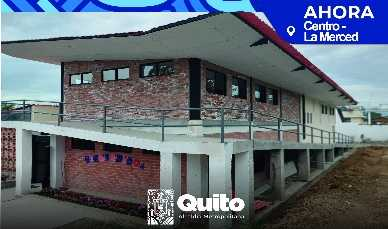 AHORA
Centro -
La Merced
Quito
Alcaldía Metropolitana